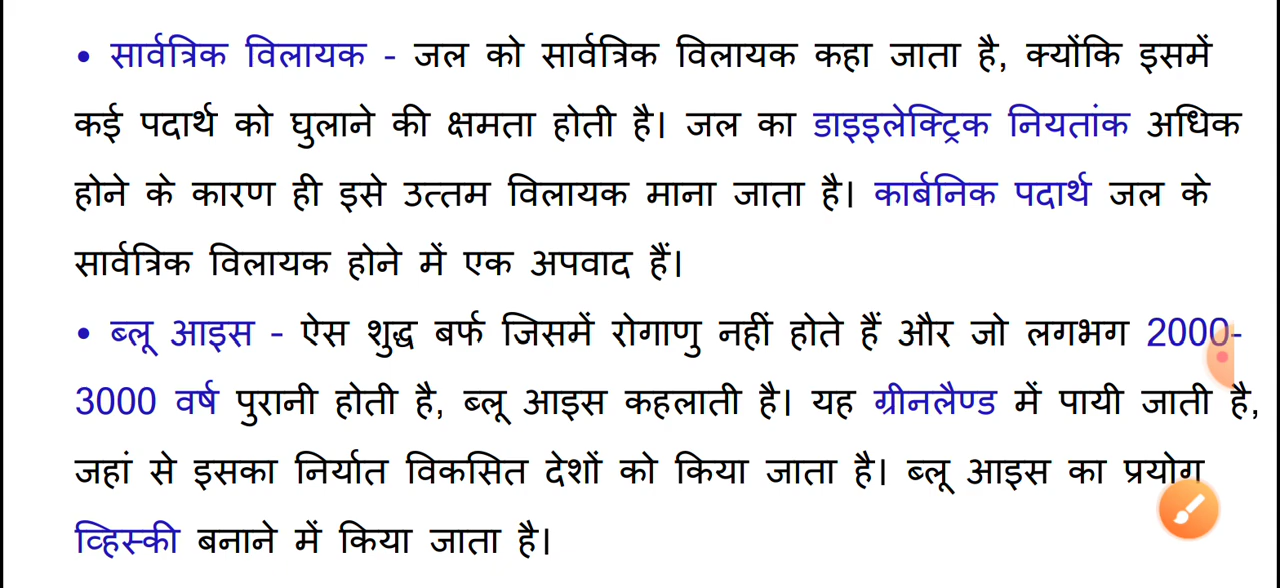 • सार्वत्रिक विलायक - जल को सार्वत्रिक विलायक कहा जाता है, क्योंकि इसमें
कई पदार्थ को घुलाने की क्षमता होती है। जल का डाइइलेक्ट्रिक नियतांक अधिक
होने के कारण ही इसे उत्तम विलायक माना जाता है। कार्बनिक पदार्थ जल के
सार्वत्रिक विलायक होने में एक अपवाद हैं।
• ब्लू आइस - ऐस शुद्ध बर्फ जिसमें रोगाणु नहीं होते हैं और जो लगभग 2000-
3000 वर्ष पुरानी होती है, ब्लू आइस कहलाती है। यह ग्रीनलैण्ड में पायी जाती है,
जहां से इसका निर्यात विकसित देशों को किया जाता है। ब्लू आइस का प्रयोग
व्हिस्की बनाने में किया जाता है।